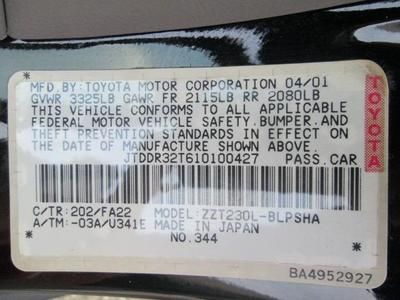 MFD.BY:TOYOTA MOTOR CORPORATION 04/01
GVWR 3325LB GAWR FR 2115LB RR 2080LB
THIS VEHICLE CONFORMS TO ALL APPLICABLE
FEDERAL MOTOR VEHICLE SAFETY, BUMPER, AND
THEFT PREVENTION STANDARDS IN EFFECT ON
THE DATE OF MANUFACTURE SHOWN ABOVE.
JTDDR32T610100427 PASS.CAR
* *
C/TR:202/FA22 MODEL:ZZT230L-BLPSHA
A/TM:-03A/U341E MADE IN JAPAN
* NO.344 *
BA4952927
TOYOTA